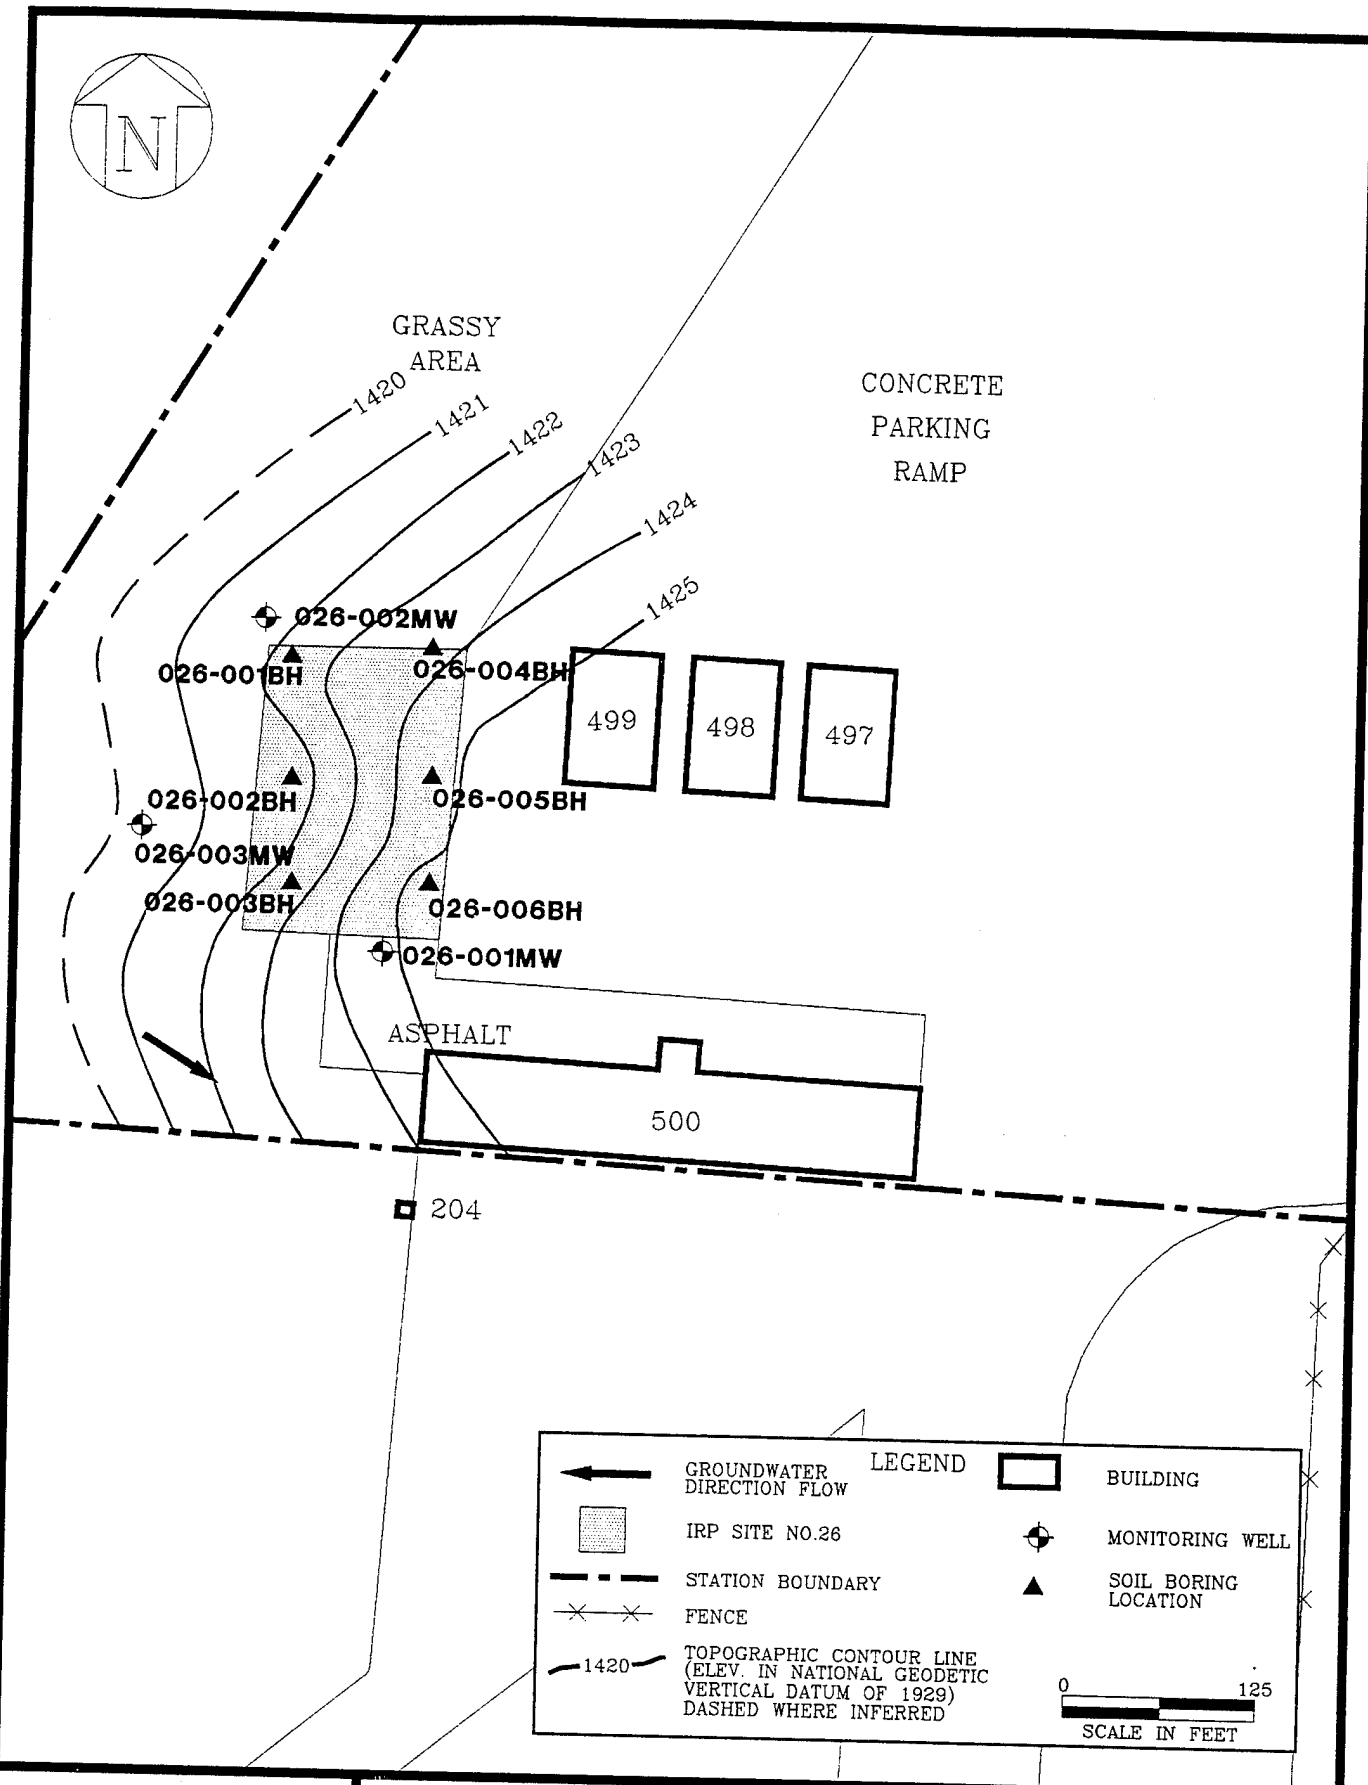 N
GRASSY
AREA
CONCRETE
PARKING
RAMP
1420
1421
1422
1423
1424
1425
026-002MW
026-001BH
026-004BH
499
498
497
026-002BH
026-005BH
026-003MW
026-003BH
026-006BH
026-001MW
ASPHALT
500
204
LEGEND
GROUNDWATER
DIRECTION FLOW
IRP SITE NO.26
STATION BOUNDARY
FENCE
1420
TOPOGRAPHIC CONTOUR LINE
(ELEV. IN NATIONAL GEODETIC
VERTICAL DATUM OF 1929)
DASHED WHERE INFERRED
BUILDING
MONITORING WELL
SOIL BORING
LOCATION
0 125
SCALE IN FEET